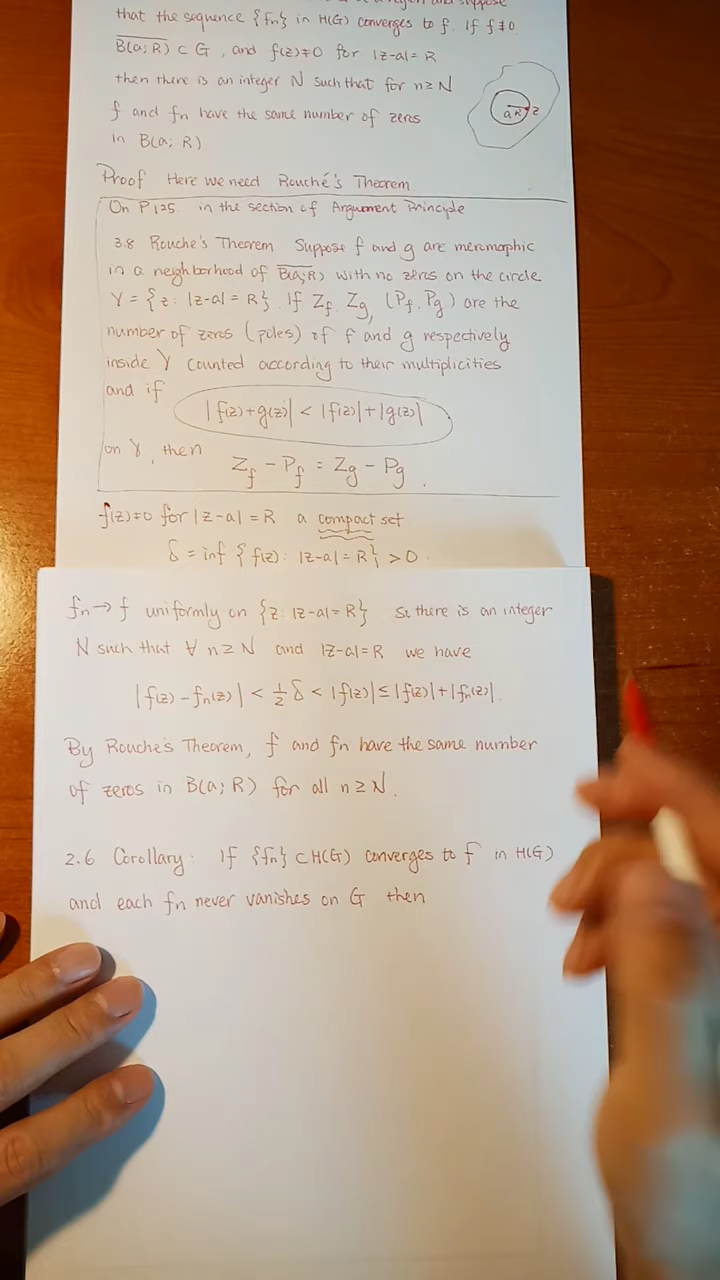 that the sequence {fn} in H(G) converges to f. If f≢0
B̅(̅a̅;̅ ̅R̅)̅ ⊂ G, and f(z)≠0 for |z-a|=R
then there is an integer N such that for n≥N
f and fn have the same number of zeros
in B(a; R)
a R z
Proof Here we need Rouché's Theorem
On P125 in the section of Argument Principle
3.8 Rouche's Theorem Suppose f and g are meromorphic
in a neighborhood of B̅(̅a̅;̅R̅)̅ with no zeros on the circle
γ = {z: |z-a| = R}. If Zf, Zg, (Pf, Pg) are the
number of zeros (poles) of f and g respectively
inside γ counted according to their multiplicities
and if
|f(z)+g(z)| < |f(z)|+|g(z)|
on γ, then
Zf - Pf = Zg - Pg.
f(z)≠0 for |z-a| = R a compact set
δ = inf {f(z): |z-a| = R} > 0.
fn → f uniformly on {z: |z-a|=R} So there is an integer
N such that ∀ n≥N and |z-a|=R we have
|f(z) - fn(z)| < ½ δ < |f(z)| ≤ |f(z)| + |fn(z)|.
By Rouche's Theorem, f and fn have the same number
of zeros in B(a; R) for all n≥N.
2.6 Corollary: If {fn} ⊂ H(G) converges to f in H(G)
and each fn never vanishes on G then